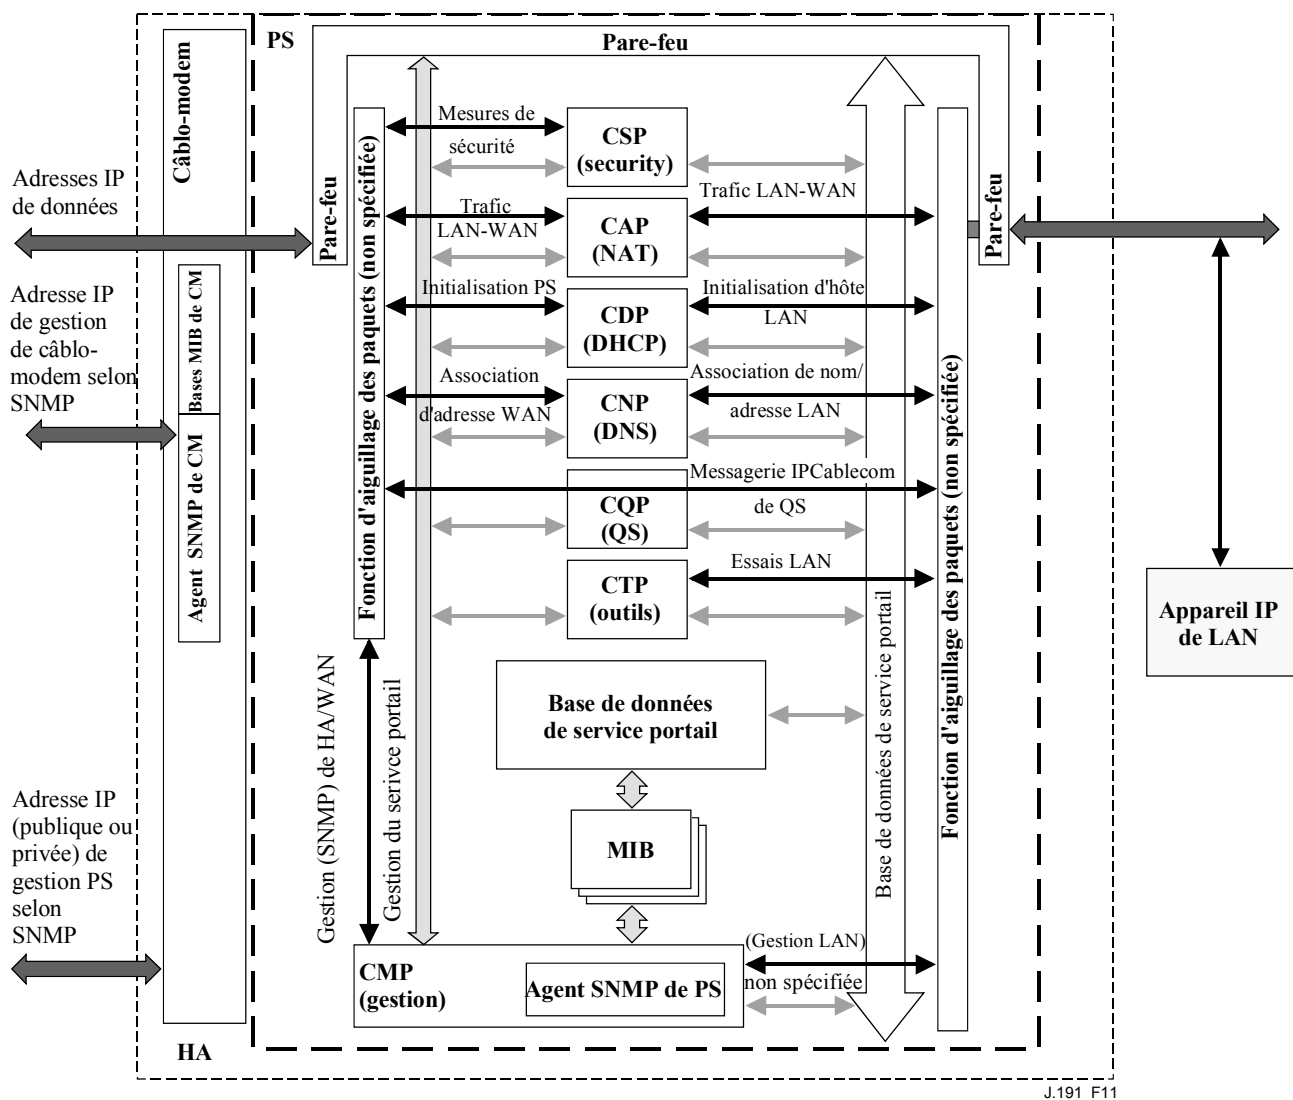 PS
Pare-feu
Câblo-modem
Pare-feu
Pare-feu
Fonction d'aiguillage des paquets (non spécifiée)
Mesures de
sécurité
CSP
(security)
Adresses IP
de données
Trafic
LAN-WAN
CAP
(NAT)
Trafic LAN-WAN
Adresse IP
de gestion
de câblo-
modem selon
SNMP
Bases MIB de CM
Agent SNMP de CM
Initialisation PS
CDP
(DHCP)
Initialisation d'hôte
LAN
Association
d'adresse WAN
CNP
(DNS)
Association de nom/
adresse LAN
Messagerie IPCablecom
de QS
CQP
(QS)
CTP
(outils)
Essais LAN
Fonction d'aiguillage des paquets (non spécifiée)
Appareil IP
de LAN
Gestion (SNMP) de HA/WAN
Gestion du serivce portail
Base de données
de service portail
Base de données de service portail
MIB
Adresse IP
(publique ou
privée) de
gestion PS
selon
SNMP
CMP
(gestion)
Agent SNMP de PS
(Gestion LAN)
non spécifiée
HA
J.191_F11